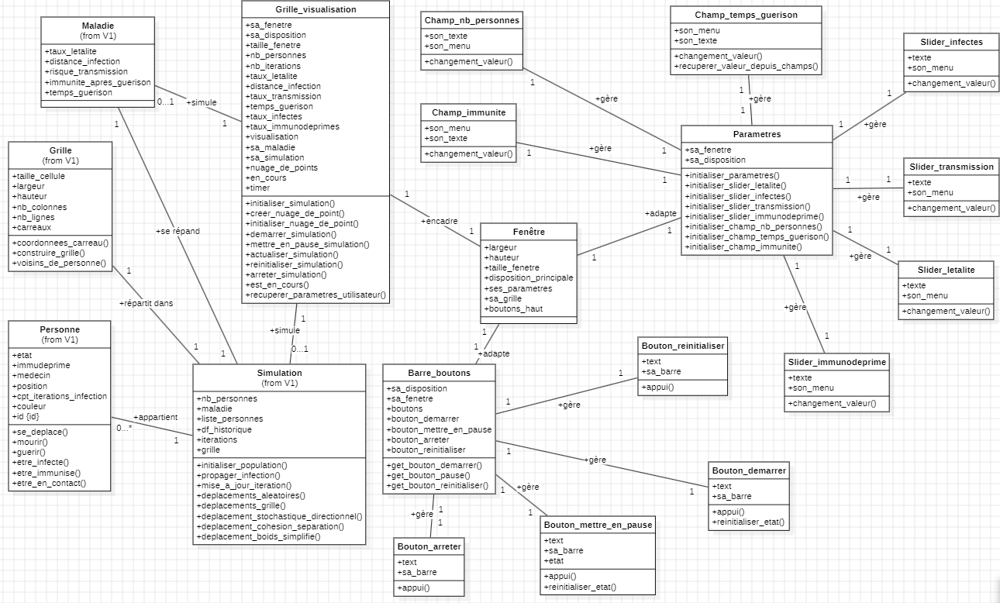 Maladie
(from V1)
+taux_letalite
+distance_infection
+risque_transmission
+immunite_apres_guerison
+temps_guerison
0...1
+simule
1
1
Grille_visualisation
+sa_fenetre
+sa_disposition
+taille_fenetre
+nb_personnes
+nb_iterations
+taux_letalite
+distance_infection
+taux_transmission
+temps_guerison
+taux_infectes
+taux_immunodeprimes
+visualisation
+sa_maladie
+sa_simulation
+nuage_de_points
+en_cours
+timer
+initialiser_simulation()
+creer_nuage_de_point()
+initialiser_nuage_de_point()
+demarrer_simulation()
+mettre_en_pause_simulation()
+actualiser_simulation()
+reinitialiser_simulation()
+arreter_simulation()
+est_en_cours()
+recuperer_parametres_utilisateur()
Champ_nb_personnes
+son_texte
+son_menu
+changement_valeur()
1
+gère
1
Champ_temps_guerison
+son_menu
+son_texte
+changement_valeur()
+recuperer_valeur_depuis_champs()
1
+gère
1
Slider_infectes
+texte
+son_menu
+changement_valeur()
1
+gère
1
Champ_immunite
+son_menu
+son_texte
+changement_valeur()
1
+gère
1
Parametres
+sa_fenetre
+sa_disposition
+initialiser_parametres()
+initialiser_slider_letalite()
+initialiser_slider_infectes()
+initialiser_slider_transmission()
+initialiser_slider_immunodeprime()
+initialiser_champ_nb_personnes()
+initialiser_champ_temps_guerison()
+initialiser_champ_immunite()
Slider_transmission
+texte
+son_menu
+changement_valeur()
1
1
+gère
Grille
(from V1)
+taille_cellule
+largeur
+hauteur
+nb_colonnes
+nb_lignes
+carreaux
+coordonnees_carreau()
+construire_grille()
+voisins_de_personne()
+se répand
1
+encadre
1
+adapte
1
1
Fenêtre
+largeur
+hauteur
+taille_fenetre
+disposition_principale
+ses_parametres
+sa_grille
+boutons_haut
1
+gère
1
Slider_letalite
+texte
+son_menu
+changement_valeur()
1
+gère
1
1
+répartit dans
1
1
1
+simule
0...1
1
1
+adapte
Personne
(from V1)
+etat
+immudeprime
+medecin
+position
+cpt_iterations_infection
+couleur
+id {id}
+se_deplace()
+mourir()
+guerir()
+etre_infecte()
+etre_immunise()
+etre_en_contact()
+appartient
0...*
1
Simulation
(from V1)
+nb_personnes
+maladie
+liste_personnes
+df_historique
+iterations
+grille
+initialiser_population()
+propager_infection()
+mise_a_jour_iteration()
+deplacements_aleatoires()
+deplacements_grille()
+deplacement_stochastique_directionnel()
+deplacement_cohesion_separation()
+deplacement_boids_simplifie()
Barre_boutons
+sa_disposition
+sa_fenetre
+boutons
+bouton_demarrer
+bouton_mettre_en_pause
+bouton_arreter
+bouton_reinitialiser
+get_bouton_demarrer()
+get_bouton_pause()
+get_bouton_reinitialiser()
Bouton_reinitialiser
+text
+sa_barre
+appui()
1
1
+gère
Slider_immunodeprime
+texte
+son_menu
+changement_valeur()
1
+gère
1
Bouton_demarrer
+text
+sa_barre
+appui()
+reinitialiser_etat()
1
+gère
1
Bouton_mettre_en_pause
+text
+sa_barre
+etat
+appui()
+reinitialiser_etat()
+gère
1
1
Bouton_arreter
+text
+sa_barre
+appui()